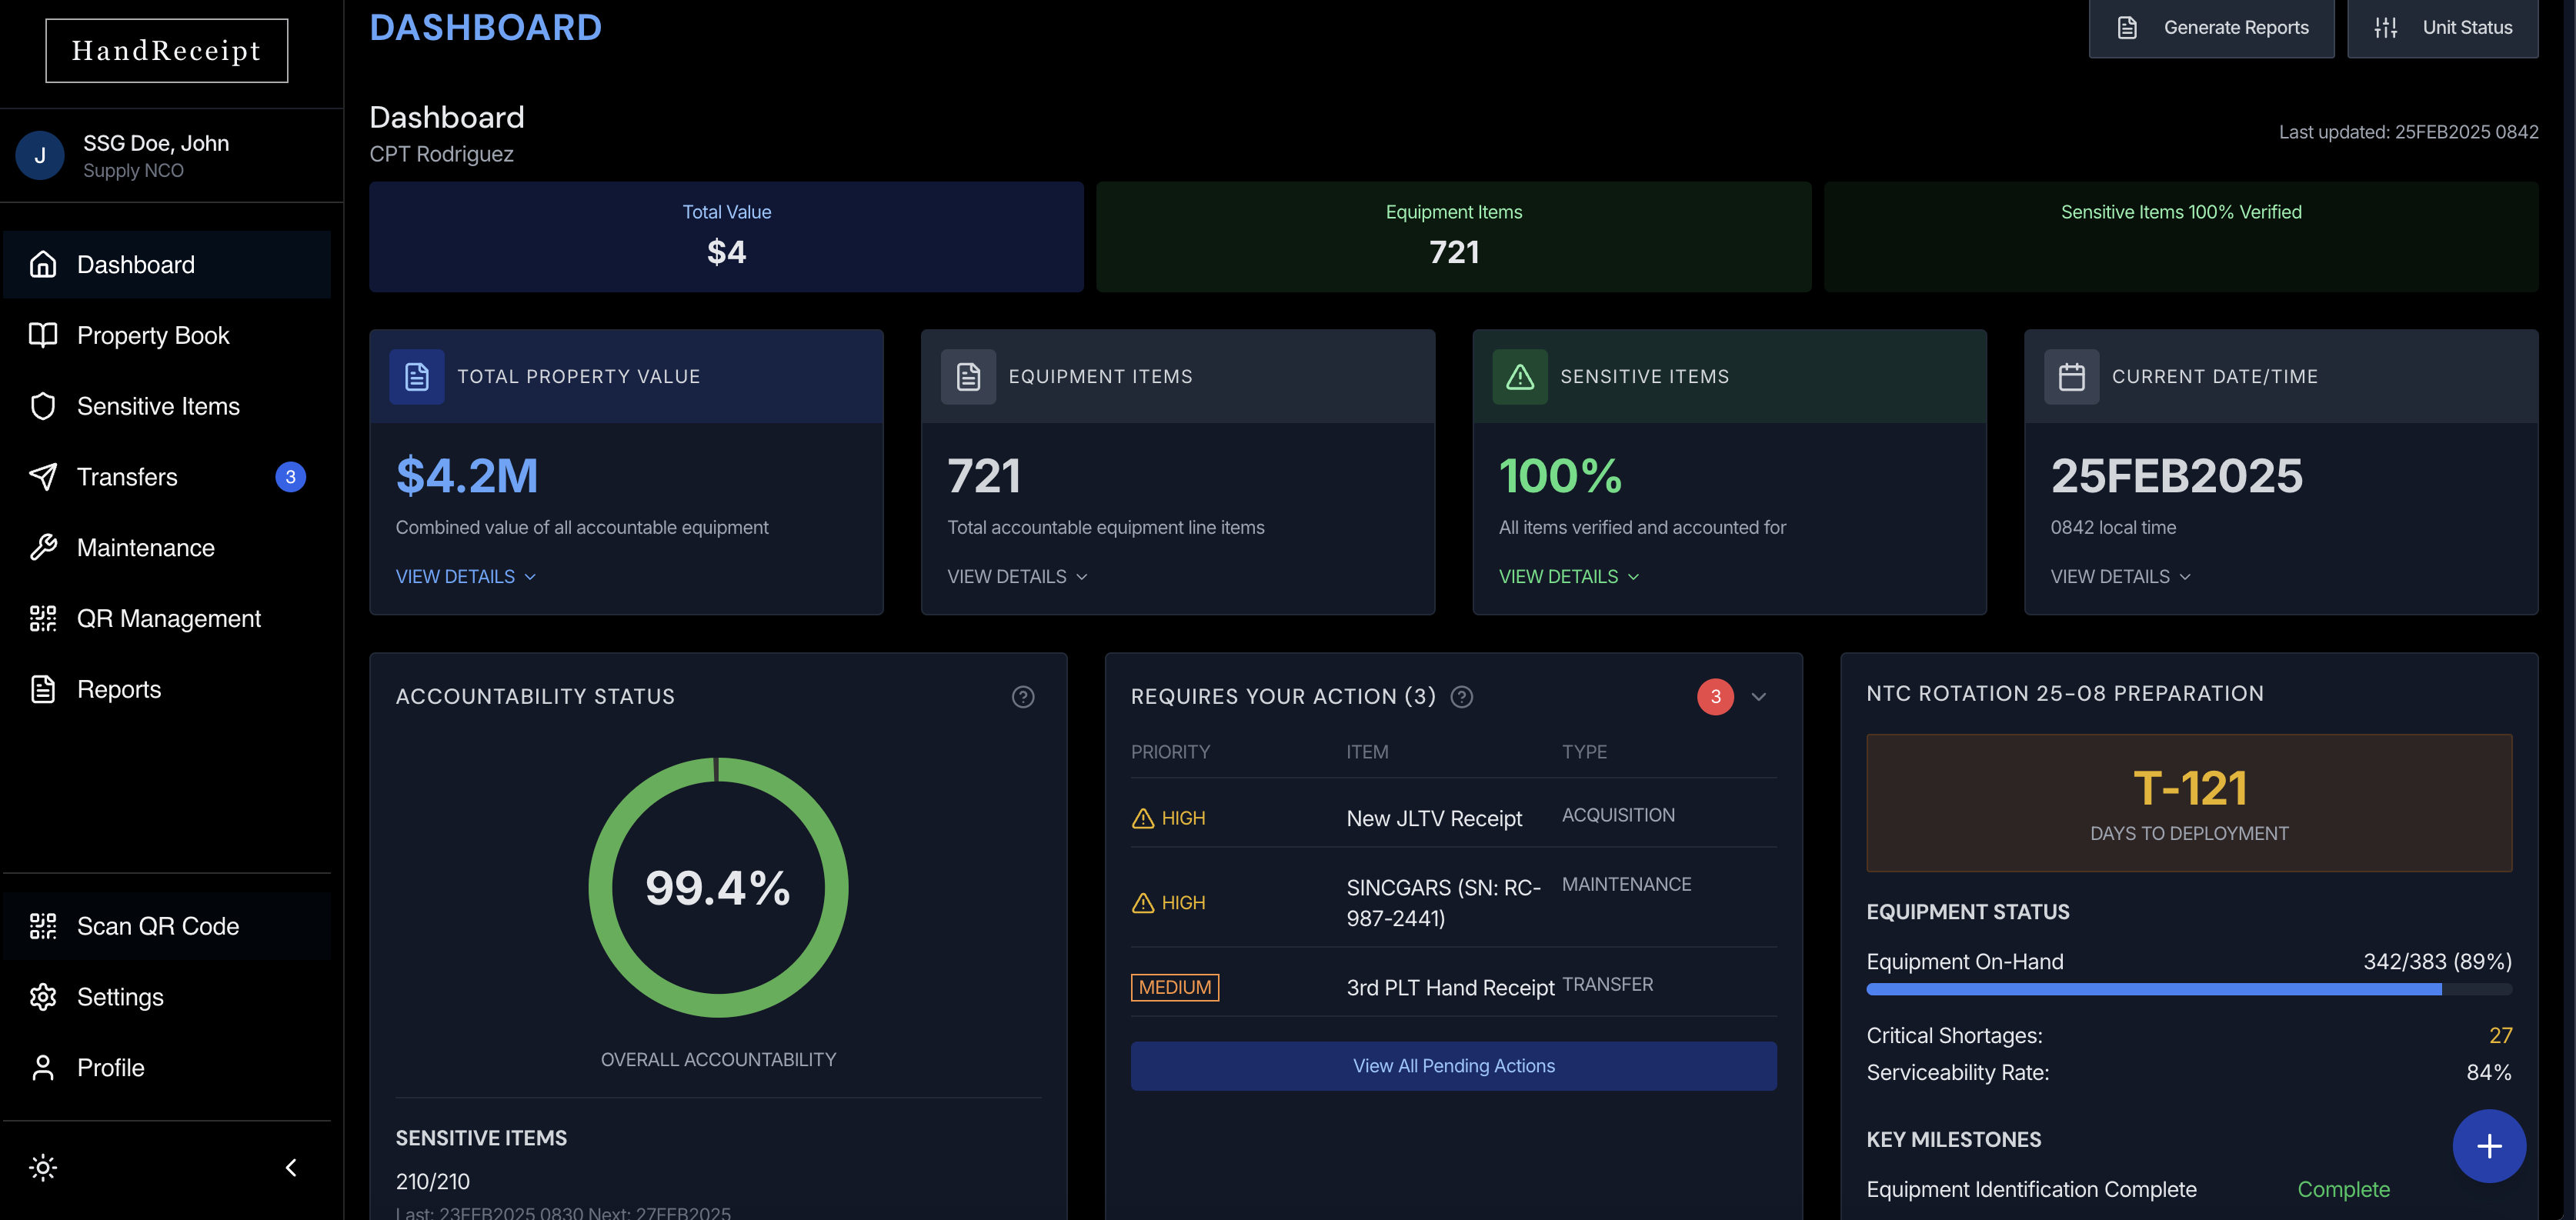 HandReceipt
J
SSG Doe, John
Supply NCO
Dashboard
Property Book
Sensitive Items
Transfers
3
Maintenance
QR Management
Reports
Scan QR Code
Settings
Profile
DASHBOARD
Generate Reports
Unit Status
Dashboard
CPT Rodriguez
Last updated: 25FEB2025 0842
Total Value
$4
Equipment Items
721
Sensitive Items 100% Verified
TOTAL PROPERTY VALUE
$4.2M
Combined value of all accountable equipment
VIEW DETAILS
EQUIPMENT ITEMS
721
Total accountable equipment line items
VIEW DETAILS
SENSITIVE ITEMS
100%
All items verified and accounted for
VIEW DETAILS
CURRENT DATE/TIME
25FEB2025
0842 local time
VIEW DETAILS
ACCOUNTABILITY STATUS
99.4%
OVERALL ACCOUNTABILITY
SENSITIVE ITEMS
210/210
Last: 23FEB2025 0830 Next: 27FEB2025
REQUIRES YOUR ACTION (3)
3
PRIORITY ITEM TYPE
HIGH New JLTV Receipt ACQUISITION
HIGH SINCGARS (SN: RC-
987-2441) MAINTENANCE
MEDIUM 3rd PLT Hand Receipt TRANSFER
View All Pending Actions
NTC ROTATION 25-08 PREPARATION
T-121
DAYS TO DEPLOYMENT
EQUIPMENT STATUS
Equipment On-Hand 342/383 (89%)
Critical Shortages: 27
Serviceability Rate: 84%
KEY MILESTONES
Equipment Identification Complete Complete